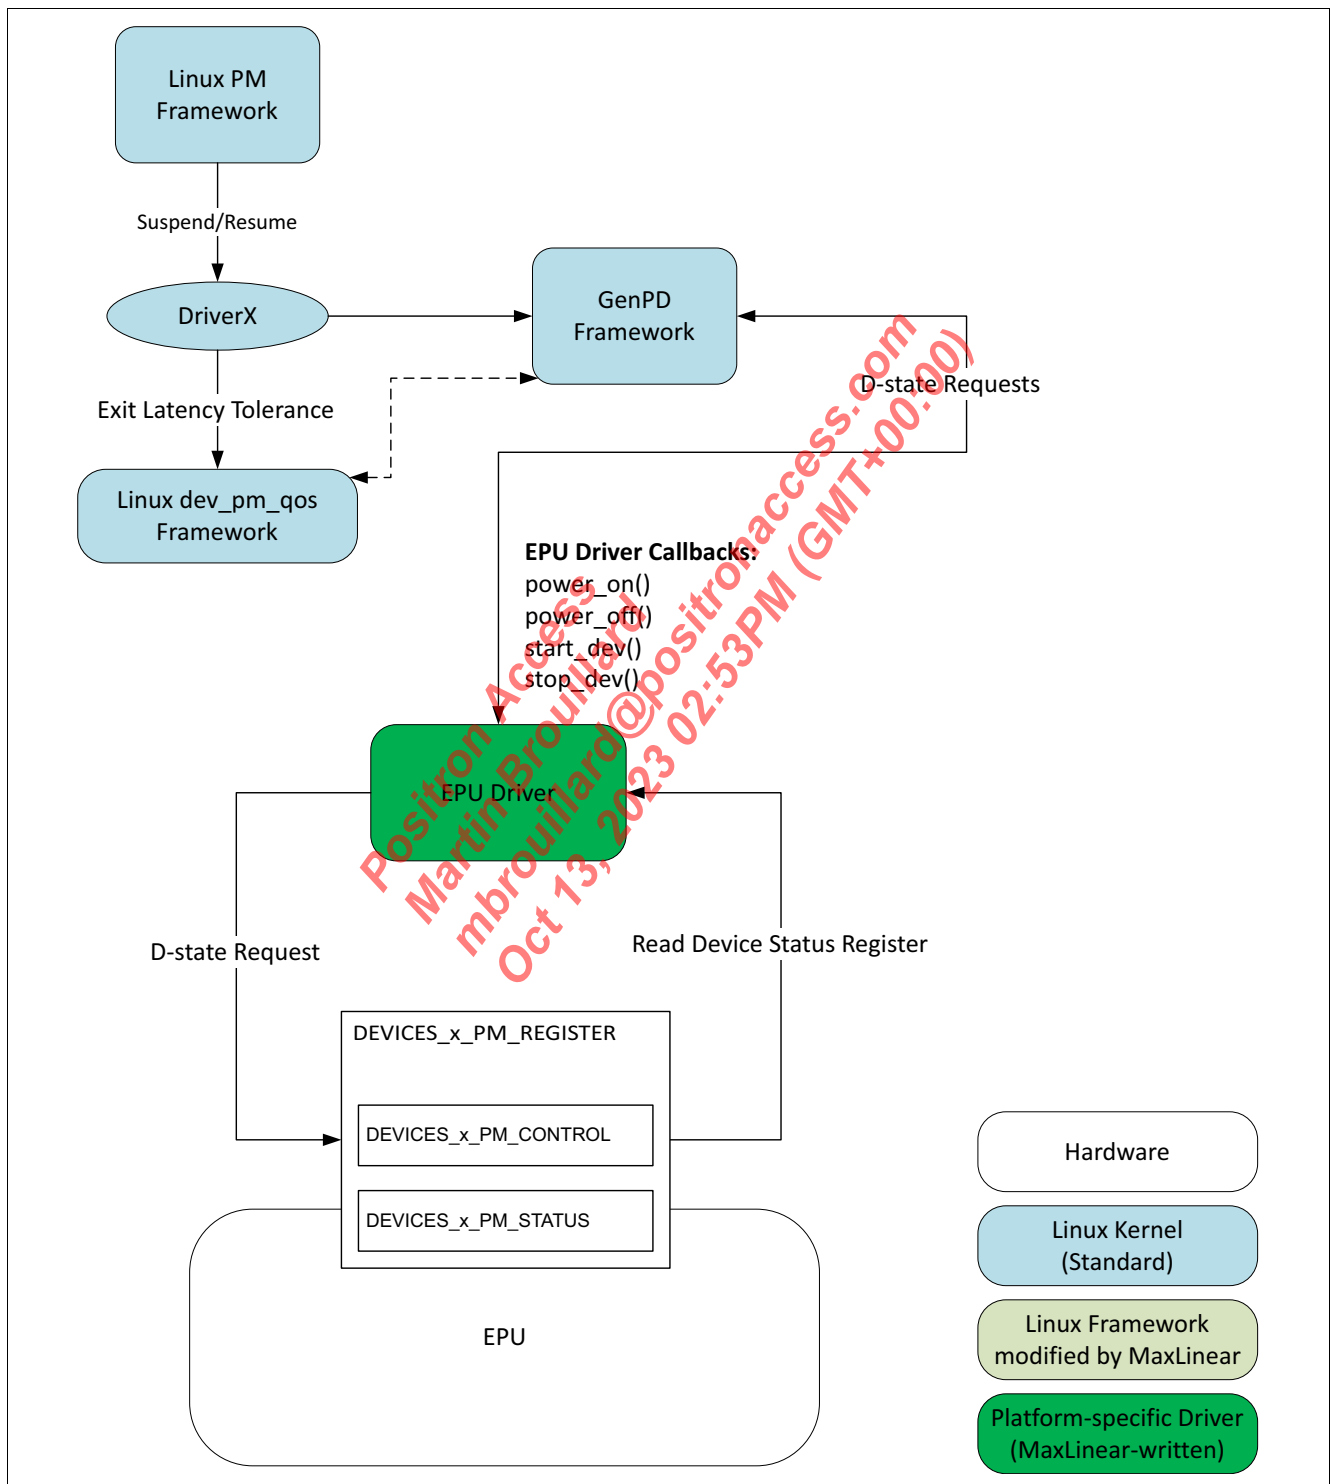 Linux PM
Framework
Suspend/Resume
DriverX
GenPD
Framework
D-state Requests
Exit Latency Tolerance
Linux dev_pm_qos
Framework
EPU Driver Callbacks:
power_on()
power_off()
start_dev()
stop_dev()
EPU Driver
D-state Request
Read Device Status Register
DEVICES_x_PM_REGISTER
DEVICES_x_PM_CONTROL
DEVICES_x_PM_STATUS
EPU
Hardware
Linux Kernel
(Standard)
Linux Framework
modified by MaxLinear
Platform-specific Driver
(MaxLinear-written)
Positron Access
Martin Brouillard
mbrouillard@positronaccess.com
Oct 13, 2023 02:53PM (GMT+00:00)